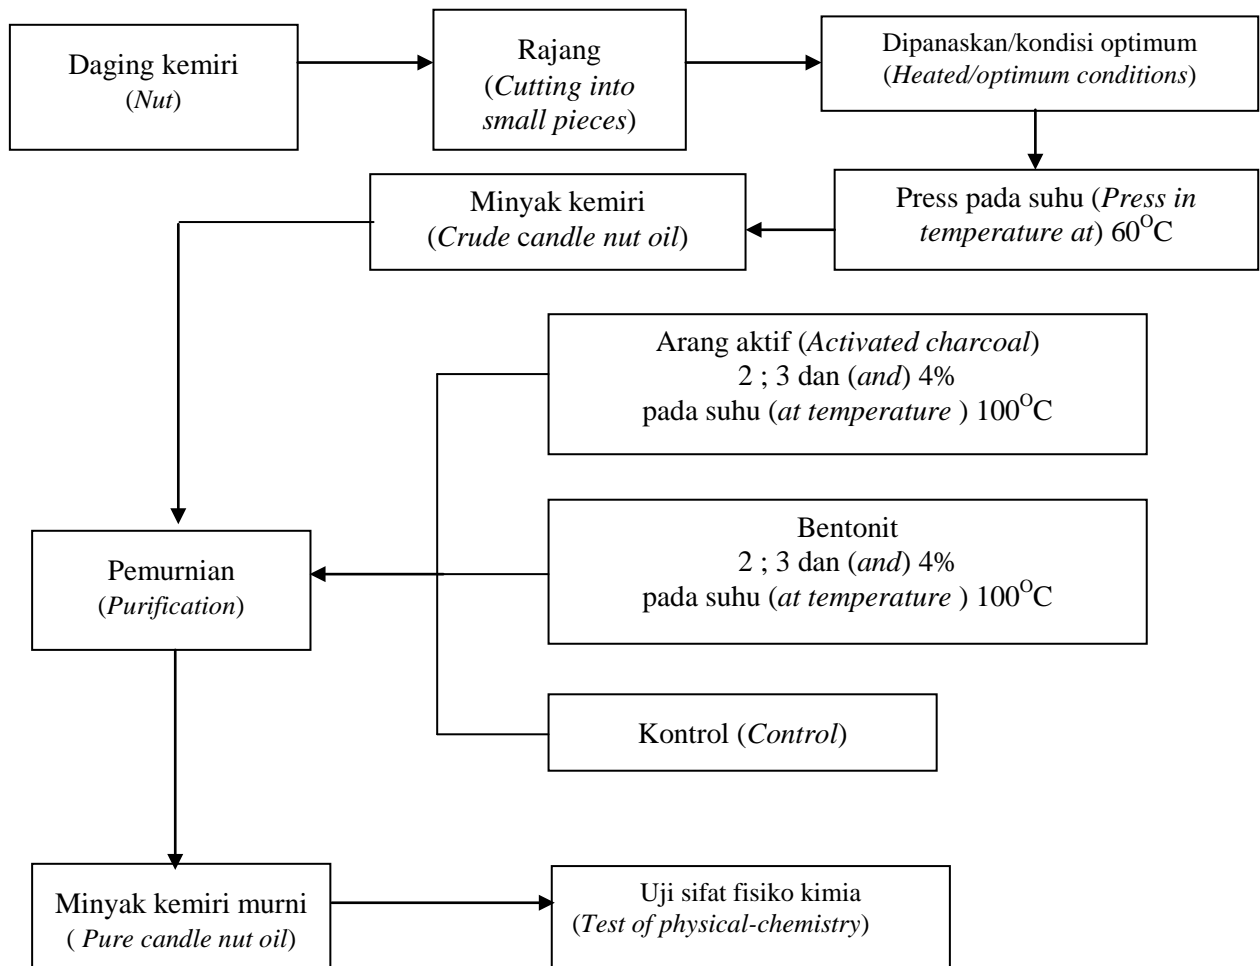 Daging kemiri
(Nut)
Rajang
(Cutting into
small pieces)
Dipanaskan/kondisi optimum
(Heated/optimum conditions)
Press pada suhu (Press in
temperature at) 60⁰C
Minyak kemiri
(Crude candle nut oil)
Arang aktif (Activated charcoal)
2 ; 3 dan (and) 4%
pada suhu (at temperature ) 100⁰C
Bentonit
2 ; 3 dan (and) 4%
pada suhu (at temperature ) 100⁰C
Kontrol (Control)
Pemurnian
(Purification)
Minyak kemiri murni
( Pure candle nut oil)
Uji sifat fisiko kimia
(Test of physical-chemistry)